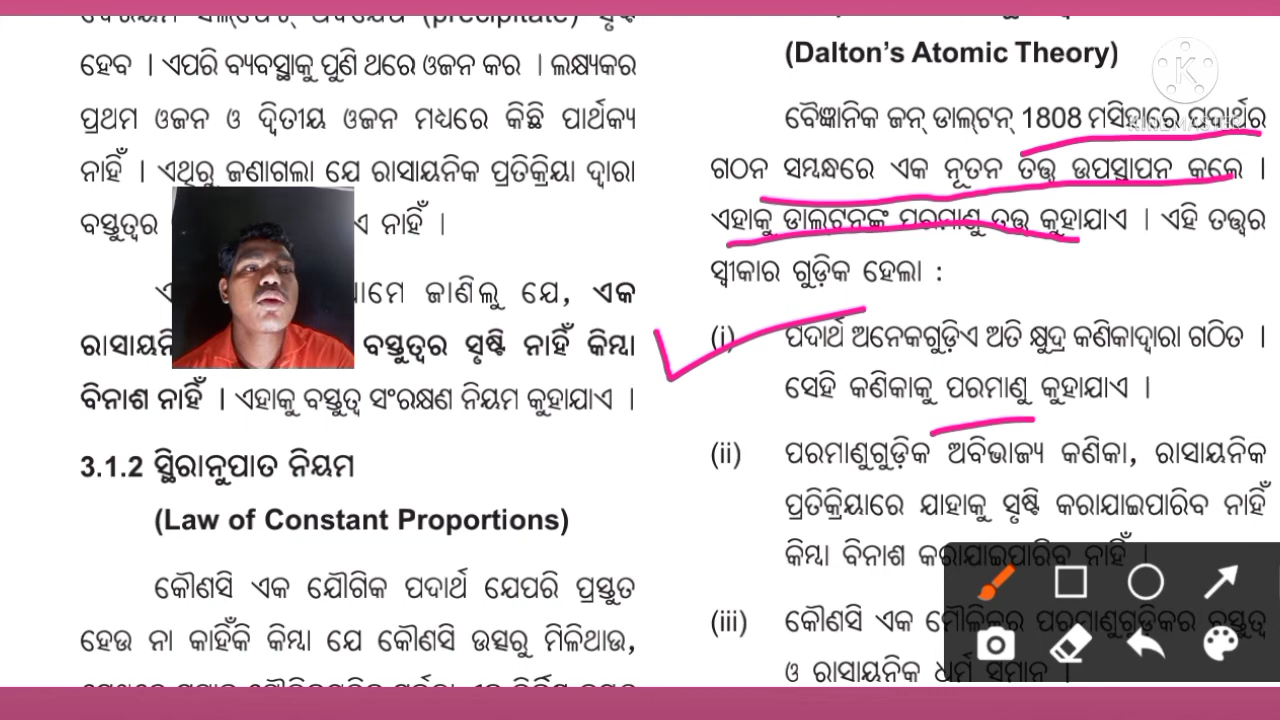 ହେବ । ଏପରି ବ୍ୟବସ୍ଥାକୁ ପୁଣି ଥରେ ଓଜନ କର । ଲକ୍ଷ୍ୟକର
ପ୍ରଥମ ଓଜନ ଓ ଦ୍ୱିତୀୟ ଓଜନ ମଧ୍ୟରେ କିଛି ପାର୍ଥକ୍ୟ
ନାହିଁ । ଏଥିରୁ ଜଣାଗଲା ଯେ ରାସାୟନିକ ପ୍ରତିକ୍ରିୟା ଦ୍ୱାରା
ବସ୍ତୁତ୍ୱର ନାହିଁ ।
ଜାଣିଲୁ ଯେ, ଏକ
ବସ୍ତୁତ୍ୱର ସୃଷ୍ଟି ନାହିଁ କିମ୍ବା
ବିନାଶ ନାହିଁ । ଏହାକୁ ବସ୍ତୁତ୍ୱ ସଂରକ୍ଷଣ ନିୟମ କୁହାଯାଏ ।
3.1.2 ସ୍ଥିରାନୁପାତ ନିୟମ
(Law of Constant Proportions)
କୌଣସି ଏକ ଯୌଗିକ ପଦାର୍ଥ ଯେପରି ପ୍ରସ୍ତୁତ
ହେଉ ନା କାହିଁକି କିମ୍ବା ଯେ କୌଣସି ଉତ୍ସରୁ ମିଳିଥାଉ,
(Dalton's Atomic Theory)
ବୈଜ୍ଞାନିକ ଜନ୍ ଡାଲ୍‌ଟନ୍ 1808 ମସିହାରେ ପଦାର୍ଥର
ଗଠନ ସମ୍ବନ୍ଧରେ ଏକ ନୂତନ ତତ୍ତ୍ୱ ଉପସ୍ଥାପନ କଲେ ।
ଏହାକୁ ଡାଲ୍‌ଟନଙ୍କ ପରମାଣୁ ତତ୍ତ୍ୱ କୁହାଯାଏ । ଏହି ତତ୍ତ୍ୱର
ସ୍ୱୀକାର ଗୁଡ଼ିକ ହେଲା :
(i) ପଦାର୍ଥ ଅନେକଗୁଡ଼ିଏ ଅତି କ୍ଷୁଦ୍ର କଣିକାଦ୍ୱାରା ଗଠିତ ।
ସେହି କଣିକାକୁ ପରମାଣୁ କୁହାଯାଏ ।
(ii) ପରମାଣୁଗୁଡ଼ିକ ଅବିଭାଜ୍ୟ କଣିକା, ରାସାୟନିକ
ପ୍ରତିକ୍ରିୟାରେ ଯାହାକୁ ସୃଷ୍ଟି କରାଯାଇପାରିବ ନାହିଁ
କିମ୍ବା ବିନାଶ କରାଯାଇପାରିବ ନାହିଁ ।
(iii) କୌଣସି ଏକ ମୌଳିକର ପରମାଣୁଗୁଡ଼ିକର ବସ୍ତୁତ୍ୱ
ଓ ରାସାୟନିକ ଧର୍ମ ସମାନ ।